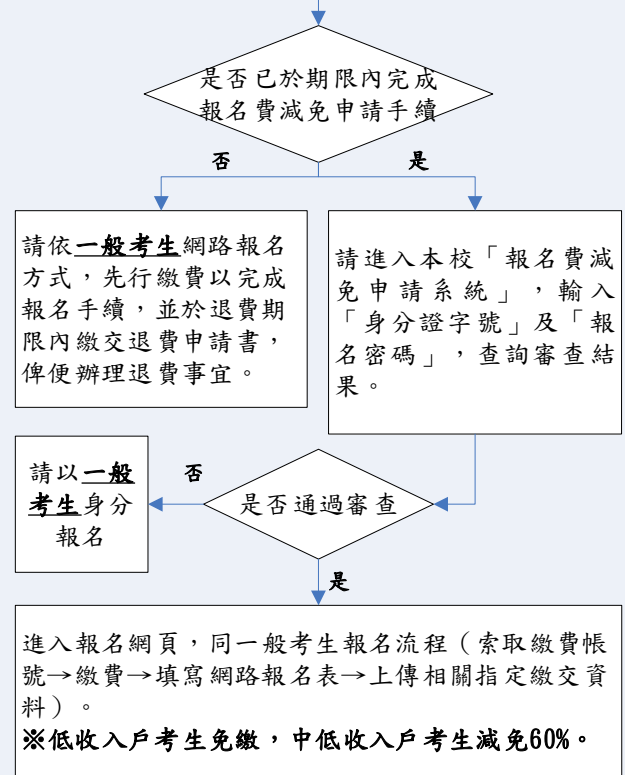 是否已於期限內完成
報名費減免申請手續
否
是
請依一般考生網路報名
方式，先行繳費以完成
報名手續，並於退費期
限內繳交退費申請書，
俾便辦理退費事宜。
請進入本校「報名費減
免申請系統」，輸入
「身分證字號」及「報
名密碼」，查詢審查結
果。
請以一般
考生身分
報名
否
是否通過審查
是
進入報名網頁，同一般考生報名流程（索取繳費帳
號→繳費→填寫網路報名表→上傳相關指定繳交資
料）。
※低收入戶考生免繳，中低收入戶考生減免60%。